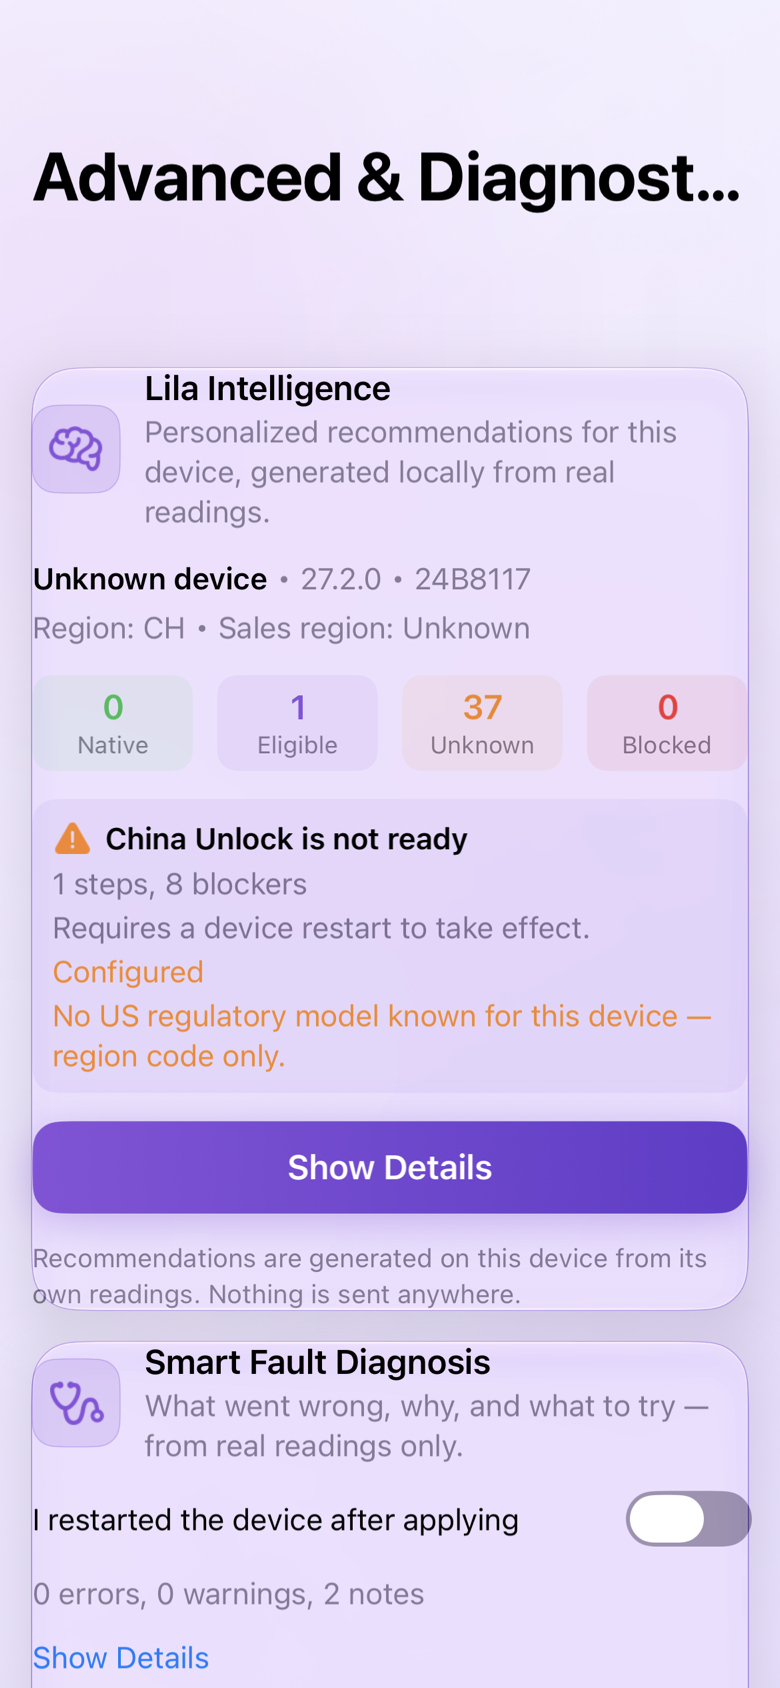 Advanced & Diagnost...
Lila Intelligence
Personalized recommendations for this
device, generated locally from real
readings.
Unknown device • 27.2.0 • 24B8117
Region: CH • Sales region: Unknown
0
Native
1
Eligible
37
Unknown
0
Blocked
China Unlock is not ready
1 steps, 8 blockers
Requires a device restart to take effect.
Configured
No US regulatory model known for this device —
region code only.
Show Details
Recommendations are generated on this device from its
own readings. Nothing is sent anywhere.
Smart Fault Diagnosis
What went wrong, why, and what to try —
from real readings only.
I restarted the device after applying
0 errors, 0 warnings, 2 notes
Show Details